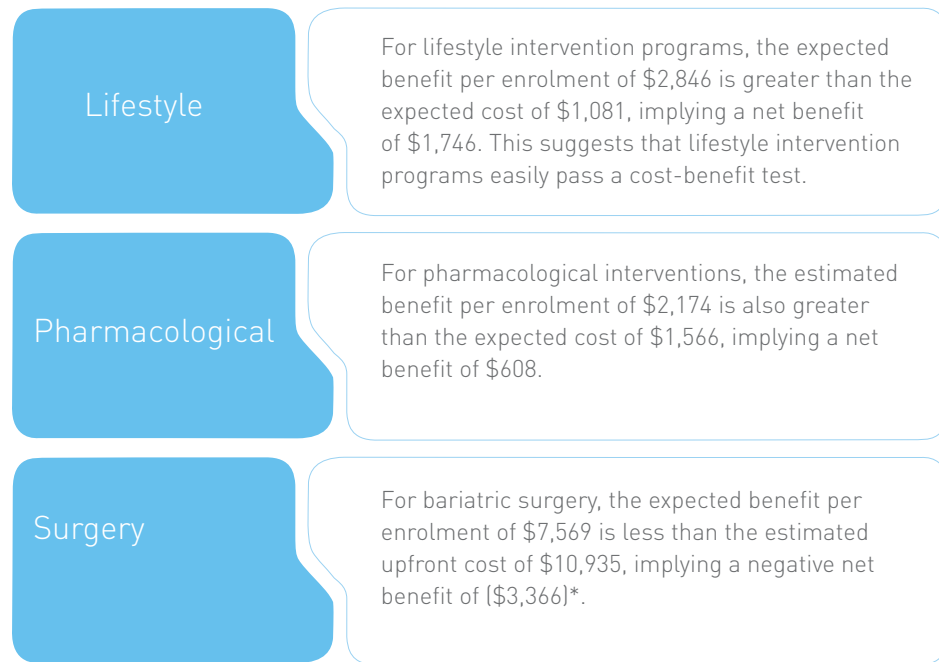 Lifestyle
For lifestyle intervention programs, the expected
benefit per enrolment of $2,846 is greater than the
expected cost of $1,081, implying a net benefit
of $1,746. This suggests that lifestyle intervention
programs easily pass a cost-benefit test.
Pharmacological
For pharmacological interventions, the estimated
benefit per enrolment of $2,174 is also greater
than the expected cost of $1,566, implying a net
benefit of $608.
Surgery
For bariatric surgery, the expected benefit per
enrolment of $7,569 is less than the estimated
upfront cost of $10,935, implying a negative net
benefit of ($3,366)*.